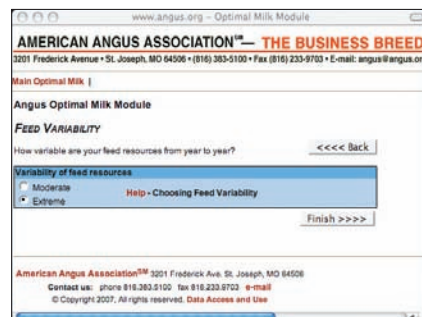 www.angus.org – Optimal Milk Module
AMERICAN ANGUS ASSOCIATION℠— THE BUSINESS BREED
3201 Frederick Avenue • St. Joseph, MO 64506 • (816) 383-5100 • Fax (816) 233-9703 • E-mail: angus@angus.or
Main Optimal Milk |
Angus Optimal Milk Module
FEED VARIABILITY
How variable are your feed resources from year to year?
<<<< Back
Variability of feed resources
Moderate
Help - Choosing Feed Variability
Extreme
Finish >>>>
American Angus Association℠ 3201 Frederick Ave. St. Joseph, MO 64506
Contact us: phone 816.383.5100 fax 816.233.9703 e-mail
© Copyright 2007, All rights reserved. Data Access and Use